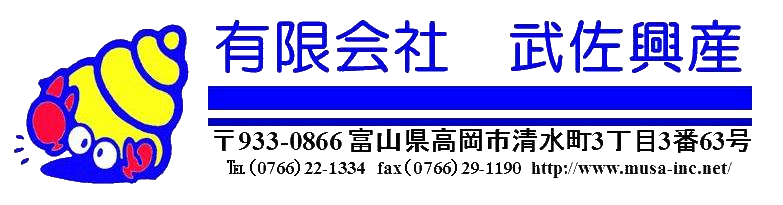 有限会社　武佐興産
〒933-0866 富山県高岡市清水町3丁目3番63号
℡(0766)22-1334 fax(0766)29-1190 http://www.musa-inc.net/